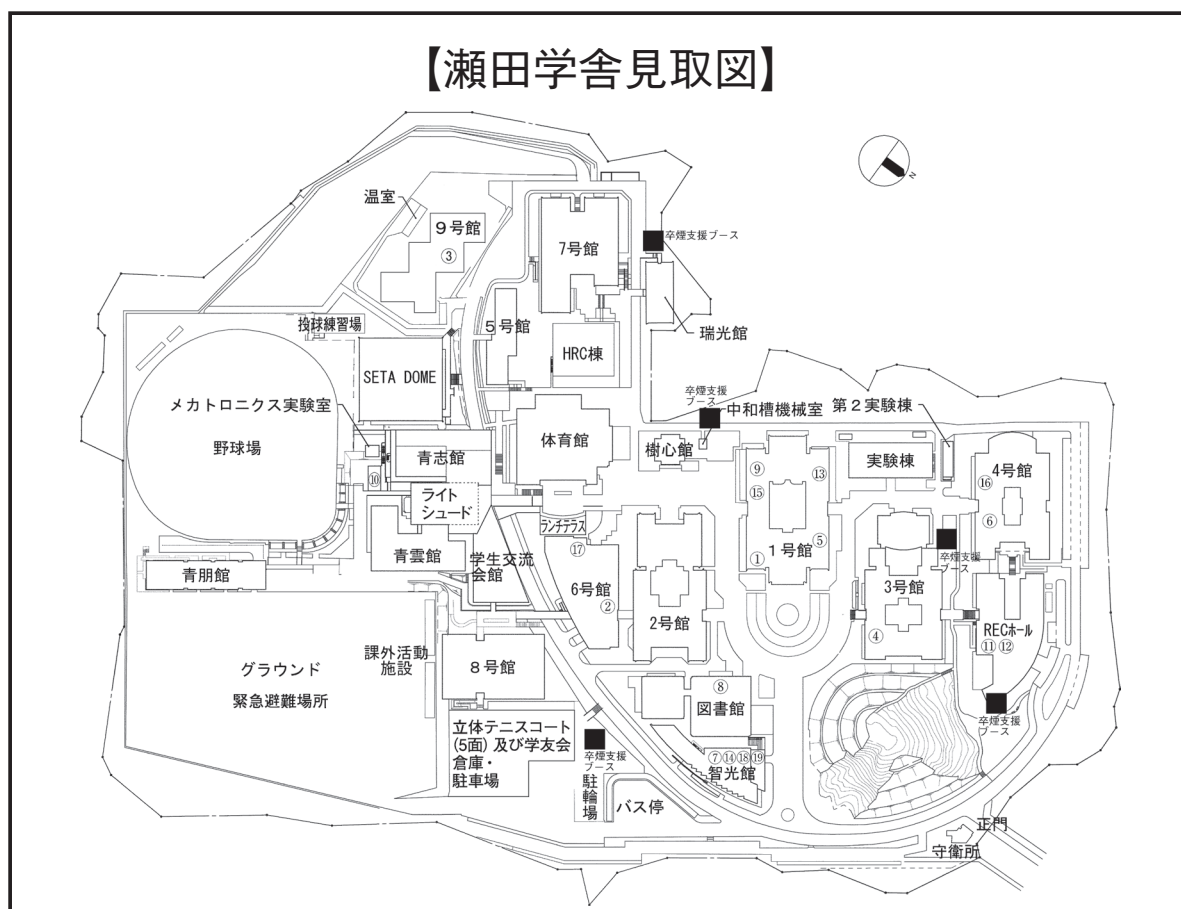 【瀬田学舎見取図】
N
温室
9号館
③
7号館
卒煙支援ブース
瑞光館
投球練習場
5号館
HRC棟
SETA DOME
メカトロニクス実験室
野球場
⑩
青志館
体育館
卒煙支援
ブース
中和槽機械室
第2実験棟
樹心館
⑨
⑬
⑮
1号館
⑤
①
実験棟
4号館
⑯
⑥
ライト
シュード
ランチテラス
⑰
青雲館
学生交流
会館
青朋館
6号館
②
2号館
3号館
④
卒煙支援
ブース
RECホール
⑪⑫
卒煙支援
ブース
グラウンド
緊急避難場所
課外活動
施設
8号館
立体テニスコート
(5面)及び学友会
倉庫・
駐車場
卒煙支援
ブース
駐輪場
バス停
⑧
図書館
⑦⑭⑱⑲
智光館
正門
守衛所